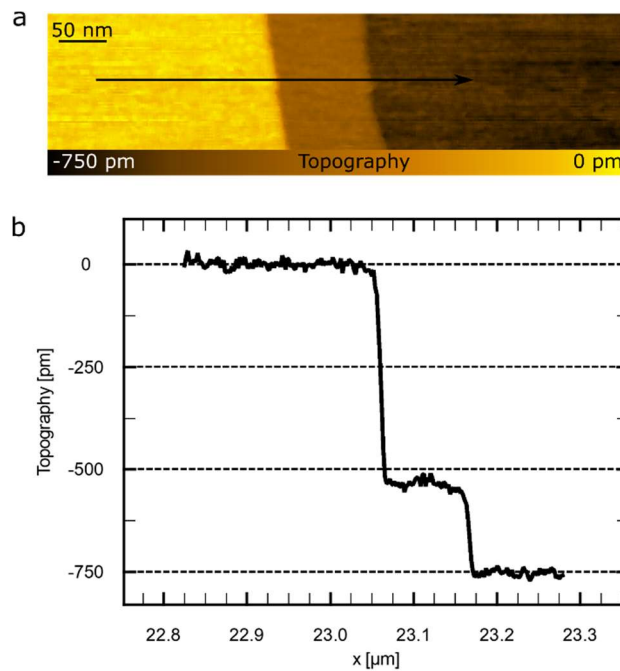 a
50 nm
-750 pm Topography 0 pm
b
0
-250
-500
-750
Topography [pm]
22.8 22.9 23.0 23.1 23.2 23.3
x [µm]